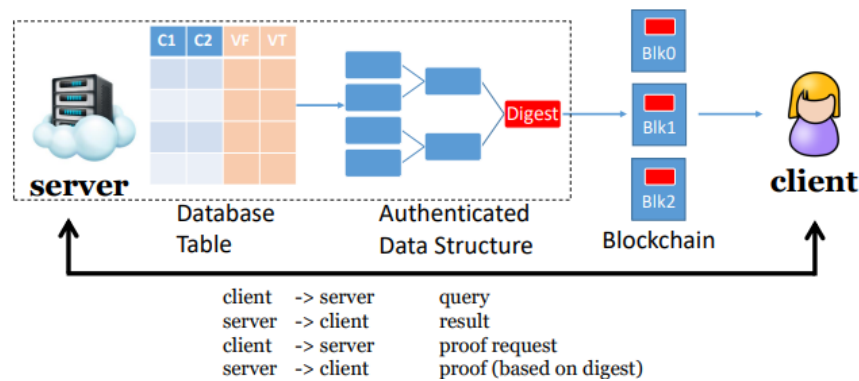 C1 C2 VF VT
Digest
Blk0
Blk1
Blk2
server
client
Database
Table
Authenticated
Data Structure
Blockchain
client -> server query
server -> client result
client -> server proof request
server -> client proof (based on digest)